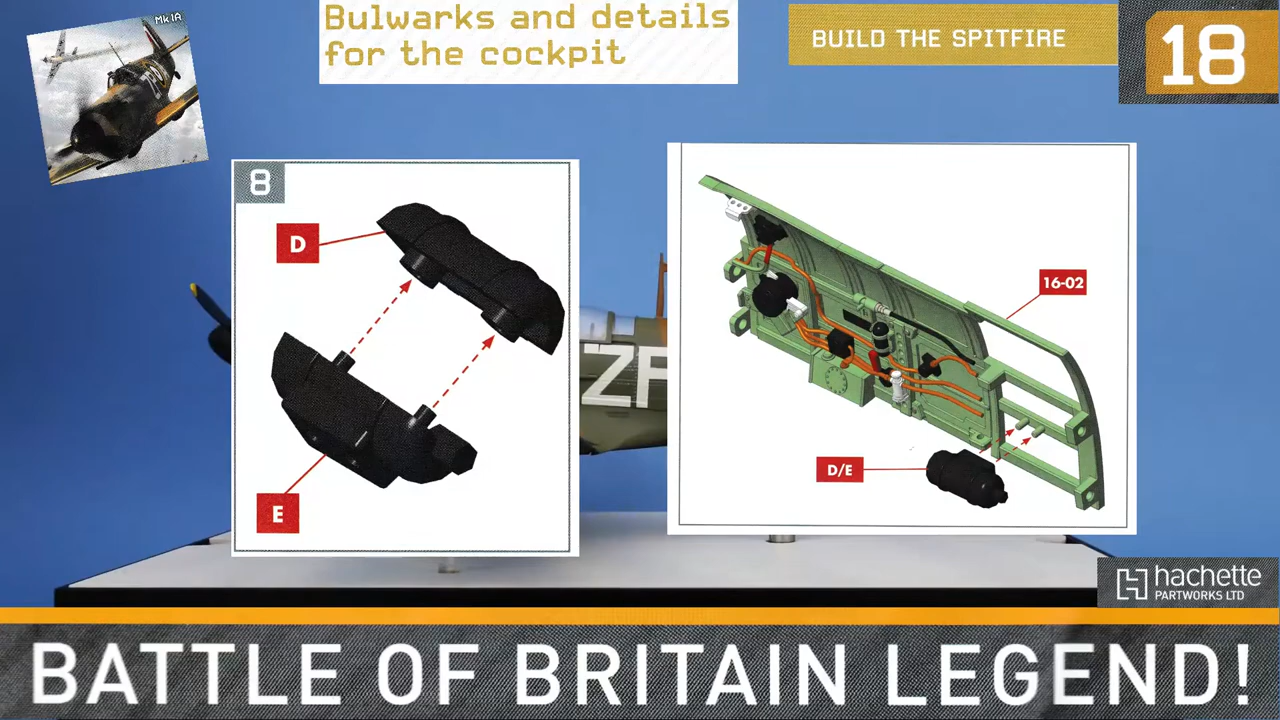 Mk IA
Bulwarks and details
for the cockpit
BUILD THE SPITFIRE
18
8
D
E
16-02
D/E
ZF
hachette
PARTWORKS LTD
BATTLE OF BRITAIN LEGEND!